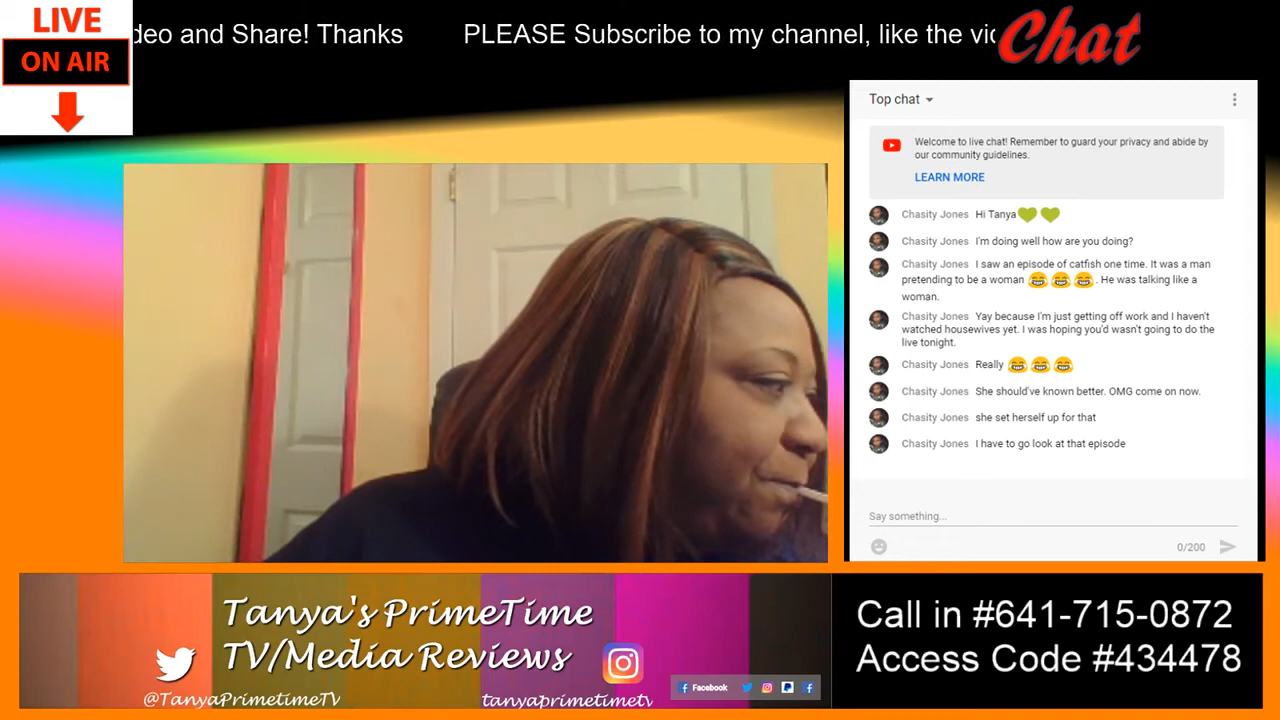 LIVE
ON AIR
deo and Share! Thanks PLEASE Subscribe to my channel, like the vid
Chat
Top chat
Welcome to live chat! Remember to guard your privacy and abide by
our community guidelines.
LEARN MORE
Chasity Jones Hi Tanya💚💚
Chasity Jones I'm doing well how are you doing?
Chasity Jones I saw an episode of catfish one time. It was a man
pretending to be a woman 😂😂😂. He was talking like a
woman.
Chasity Jones Yay because I'm just getting off work and I haven't
watched housewives yet. I was hoping you'd wasn't going to do the
live tonight.
Chasity Jones Really 😂😂😂
Chasity Jones She should've known better. OMG come on now.
Chasity Jones she set herself up for that
Chasity Jones I have to go look at that episode
Say something...
0/200
Tanya's PrimeTime
TV/Media Reviews
@TanyaPrimetimeTV
tanyaprimetimetv
Facebook
Call in #641-715-0872
Access Code #434478